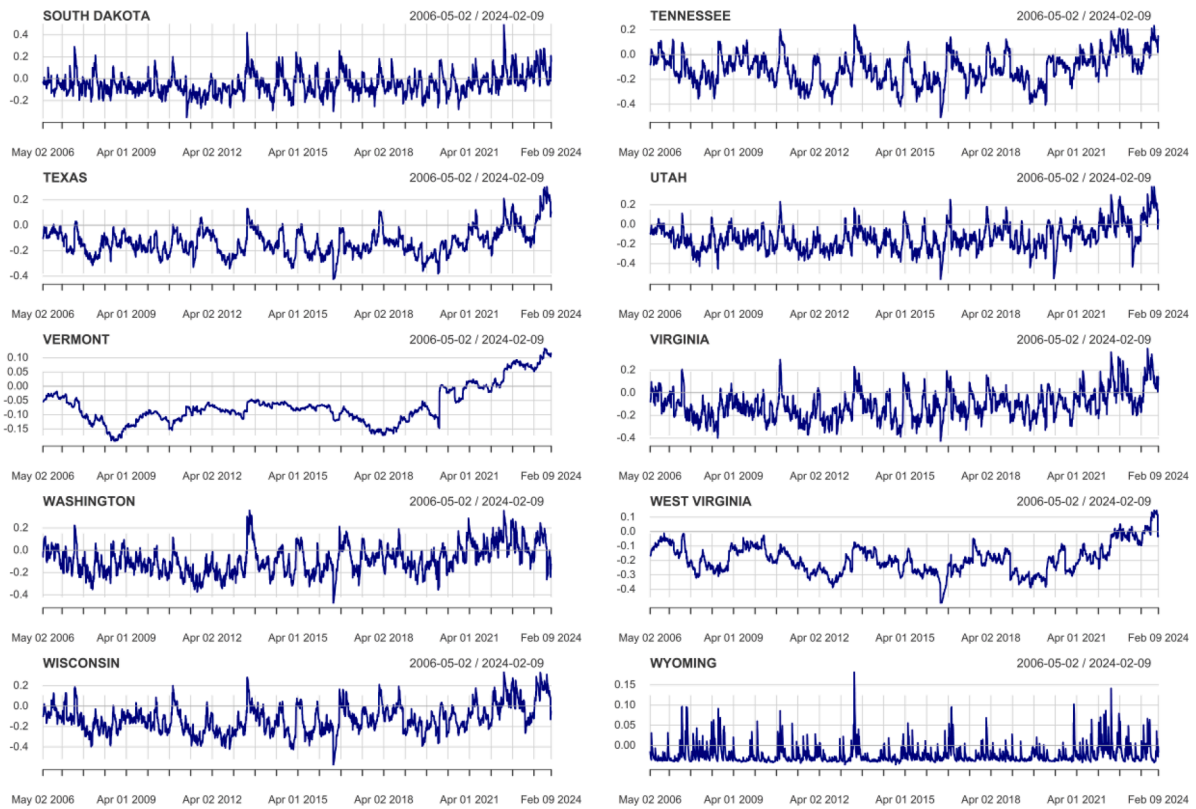 SOUTH DAKOTA 2006-05-02 / 2024-02-09
0.4
0.2
0.0
-0.2
May 02 2006 Apr 01 2009 Apr 02 2012 Apr 01 2015 Apr 02 2018 Apr 01 2021 Feb 09 2024
TENNESSEE 2006-05-02 / 2024-02-09
0.0
-0.2
-0.4
May 02 2006 Apr 01 2009 Apr 02 2012 Apr 01 2015 Apr 02 2018 Apr 01 2021 Feb 09 2024
TEXAS 2006-05-02 / 2024-02-09
0.2
0.0
-0.2
-0.4
May 02 2006 Apr 01 2009 Apr 02 2012 Apr 01 2015 Apr 02 2018 Apr 01 2021 Feb 09 2024
UTAH 2006-05-02 / 2024-02-09
0.2
0.0
-0.2
-0.4
May 02 2006 Apr 01 2009 Apr 02 2012 Apr 01 2015 Apr 02 2018 Apr 01 2021 Feb 09 2024
VERMONT 2006-05-02 / 2024-02-09
0.10
0.05
0.00
-0.05
-0.10
-0.15
May 02 2006 Apr 01 2009 Apr 02 2012 Apr 01 2015 Apr 02 2018 Apr 01 2021 Feb 09 2024
VIRGINIA 2006-05-02 / 2024-02-09
0.2
0.0
-0.2
-0.4
May 02 2006 Apr 01 2009 Apr 02 2012 Apr 01 2015 Apr 02 2018 Apr 01 2021 Feb 09 2024
WASHINGTON 2006-05-02 / 2024-02-09
0.2
0.0
-0.2
-0.4
May 02 2006 Apr 01 2009 Apr 02 2012 Apr 01 2015 Apr 02 2018 Apr 01 2021 Feb 09 2024
WEST VIRGINIA 2006-05-02 / 2024-02-09
0.1
0.0
-0.1
-0.2
-0.3
-0.4
May 02 2006 Apr 01 2009 Apr 02 2012 Apr 01 2015 Apr 02 2018 Apr 01 2021 Feb 09 2024
WISCONSIN 2006-05-02 / 2024-02-09
0.2
0.0
-0.2
-0.4
May 02 2006 Apr 01 2009 Apr 02 2012 Apr 01 2015 Apr 02 2018 Apr 01 2021 Feb 09 2024
WYOMING 2006-05-02 / 2024-02-09
0.15
0.10
0.05
0.00
May 02 2006 Apr 01 2009 Apr 02 2012 Apr 01 2015 Apr 02 2018 Apr 01 2021 Feb 09 2024